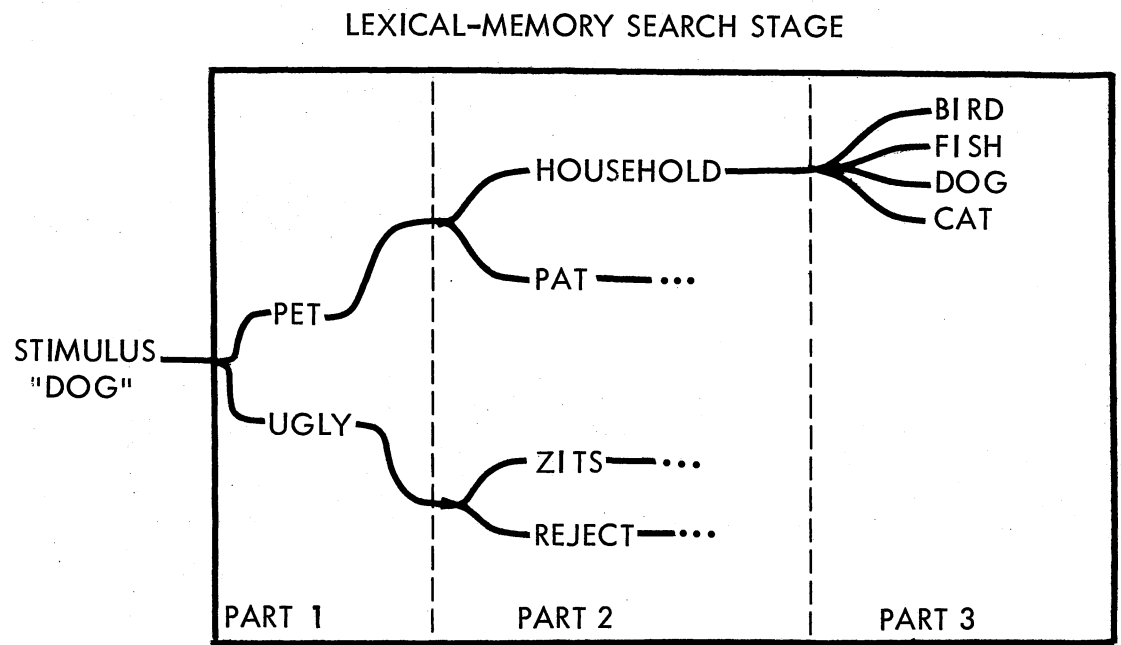 LEXICAL-MEMORY SEARCH STAGE
BIRD
FISH
HOUSEHOLD
DOG
CAT
PAT ...
PET
STIMULUS
"DOG"
UGLY
ZITS ...
REJECT ...
PART 1
PART 2
PART 3